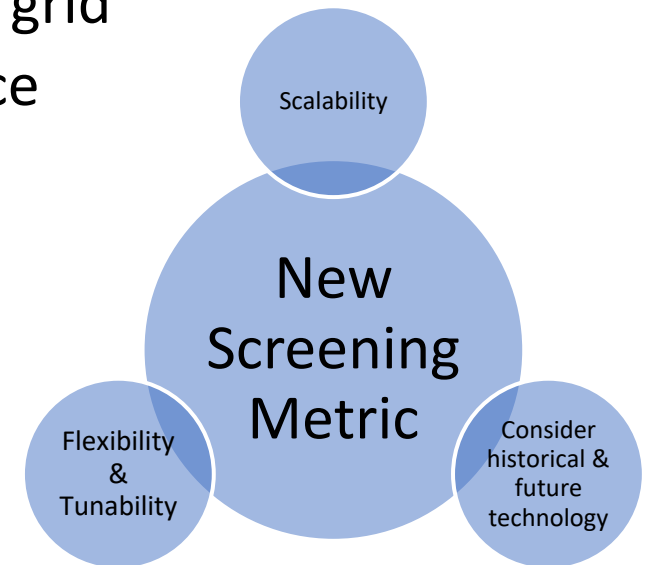 grid
ce
Scalability
New
Screening
Metric
Flexibility
&
Tunability
Consider
historical &
future
technology